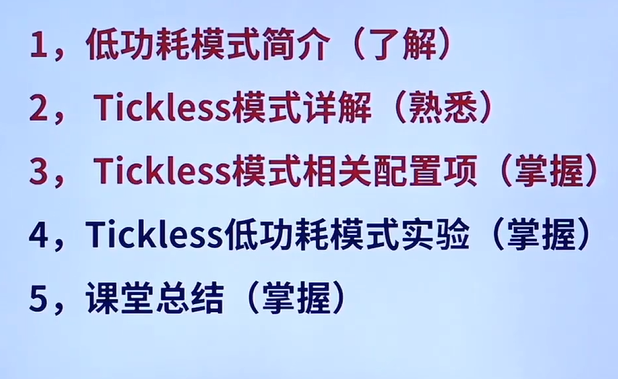 1，低功耗模式简介（了解）
2， Tickless模式详解（熟悉）
3， Tickless模式相关配置项（掌握）
4，Tickless低功耗模式实验（掌握）
5，课堂总结（掌握）